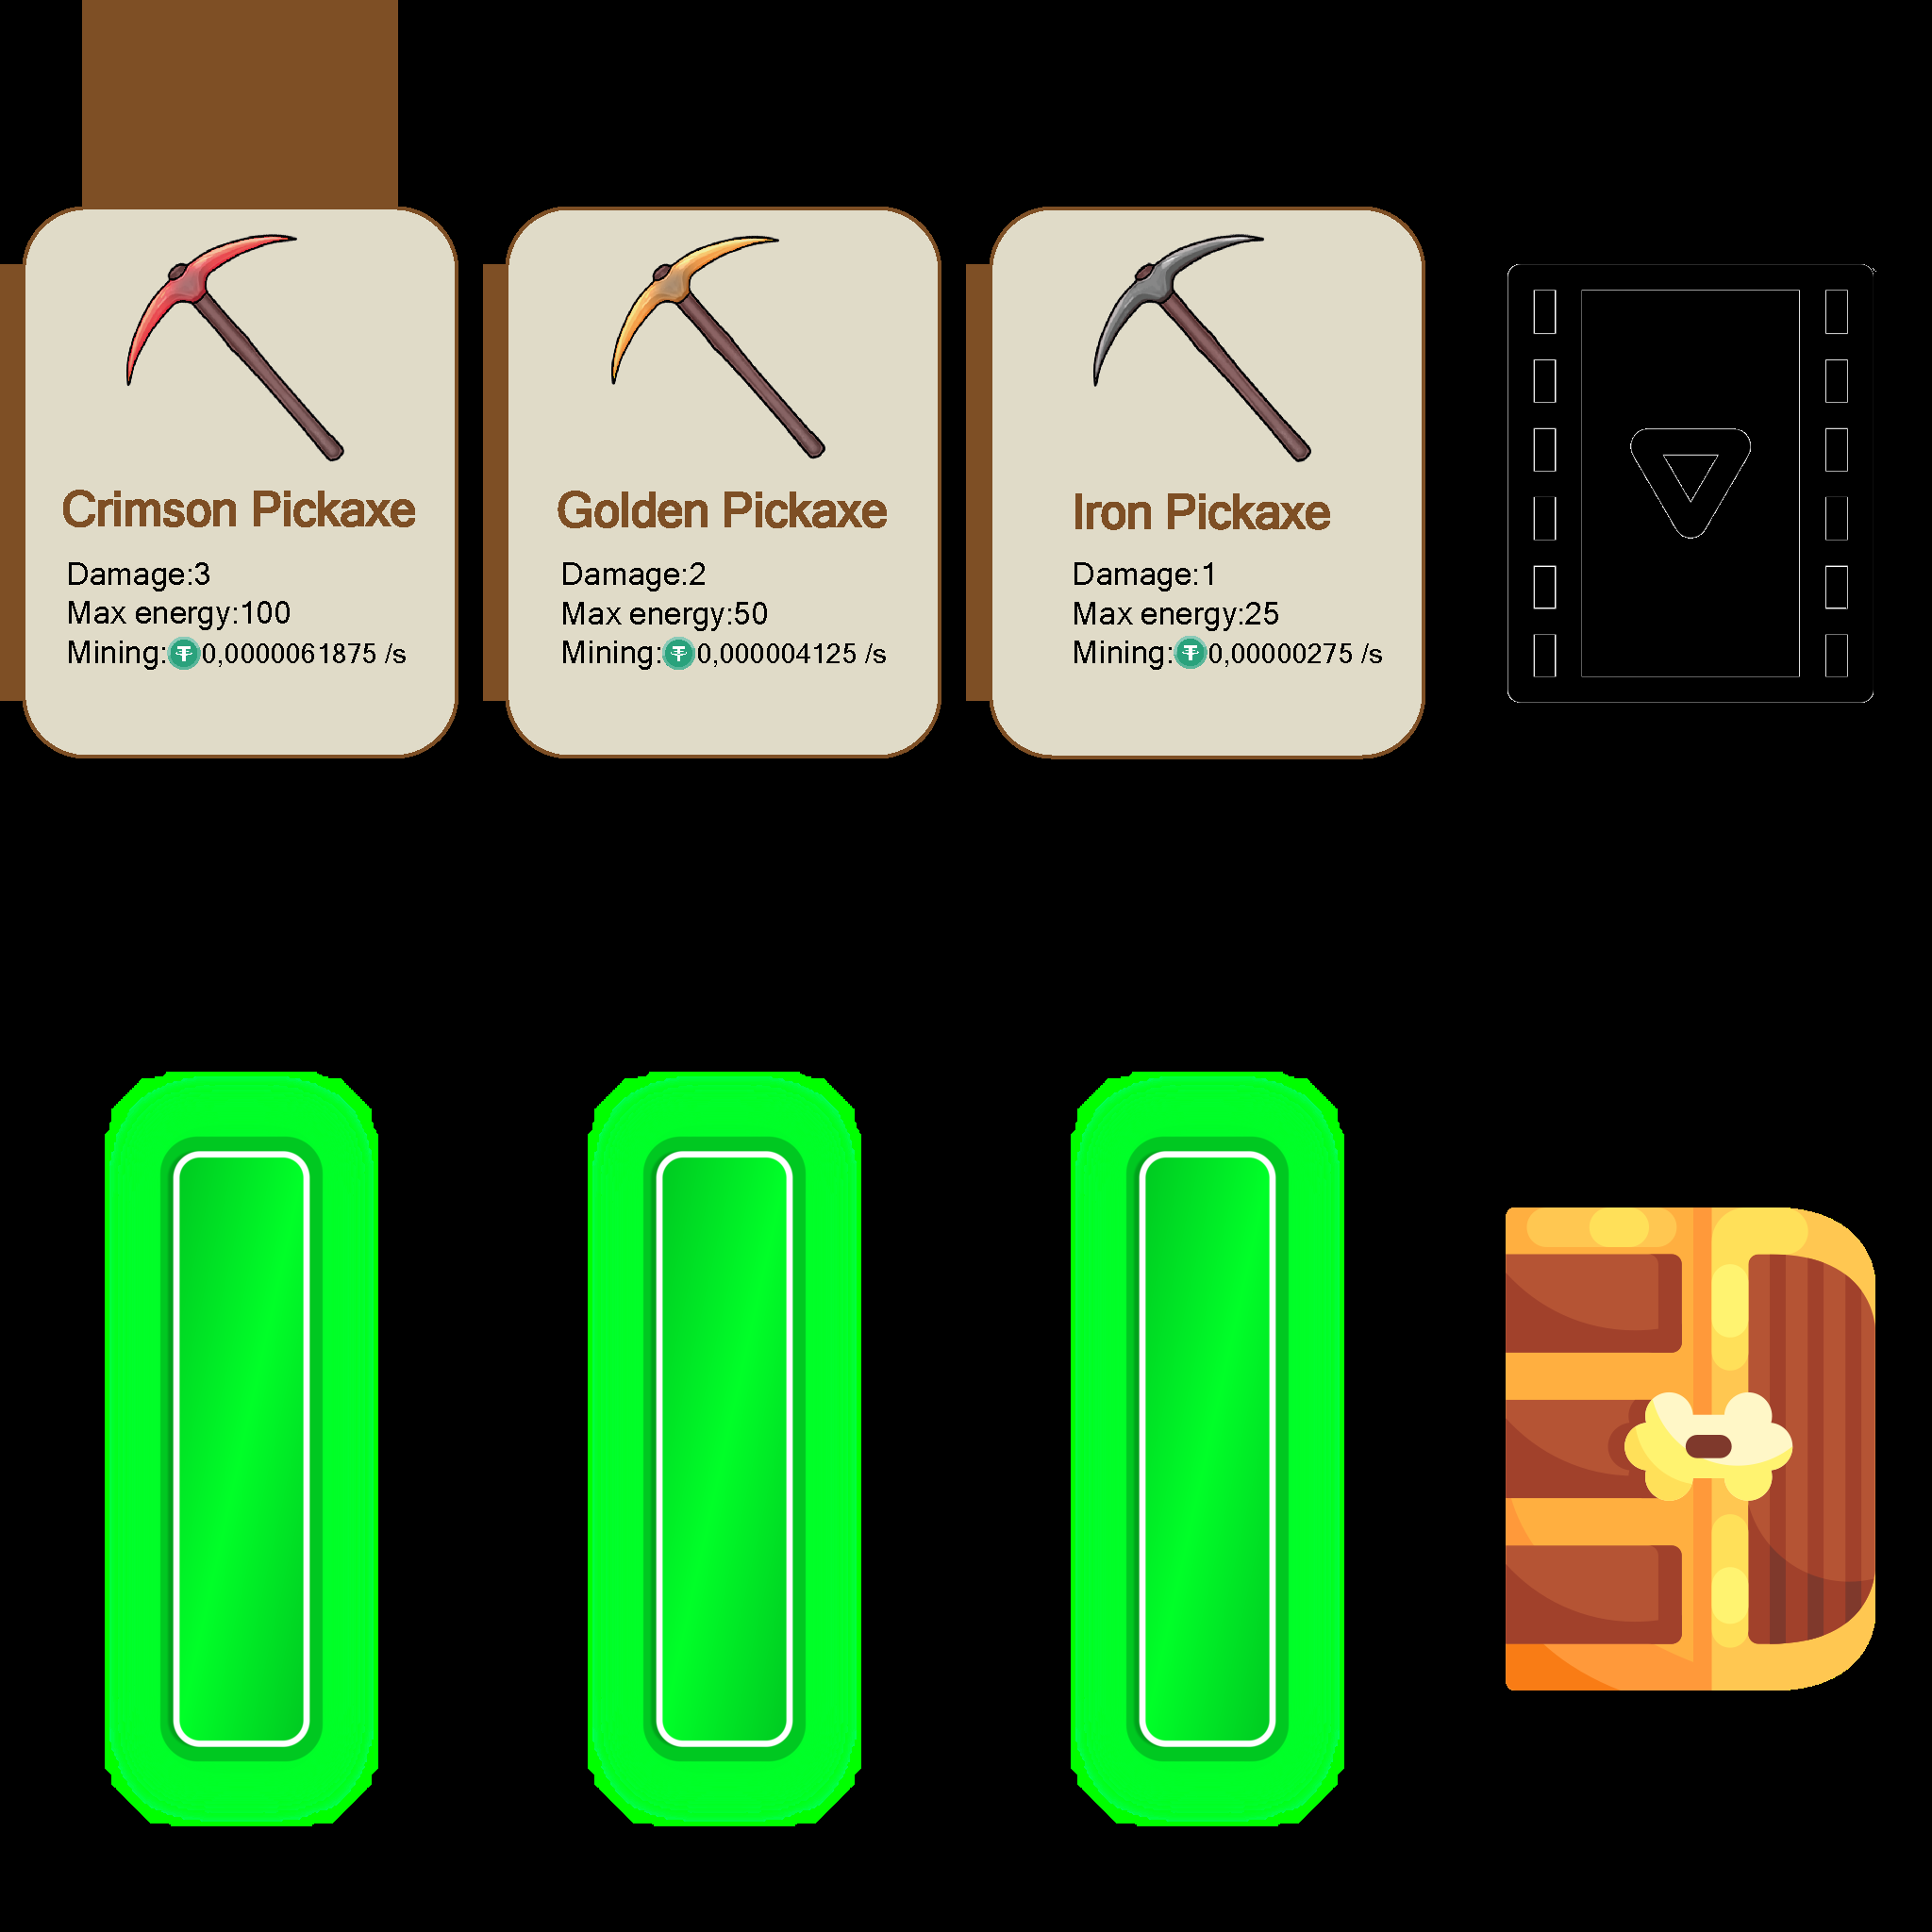 Crimson Pickaxe
Damage:3
Max energy:100
Mining:0,0000061875 /s
Golden Pickaxe
Damage:2
Max energy:50
Mining:0,000004125 /s
Iron Pickaxe
Damage:1
Max energy:25
Mining:0,00000275 /s